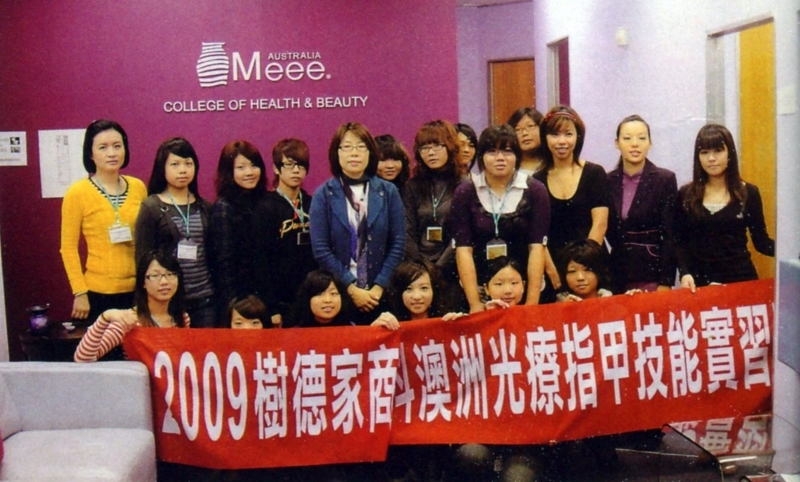 AUSTRALIA
Meee®
COLLEGE OF HEALTH & BEAUTY
2009樹德家商科澳洲光療指甲技能實習